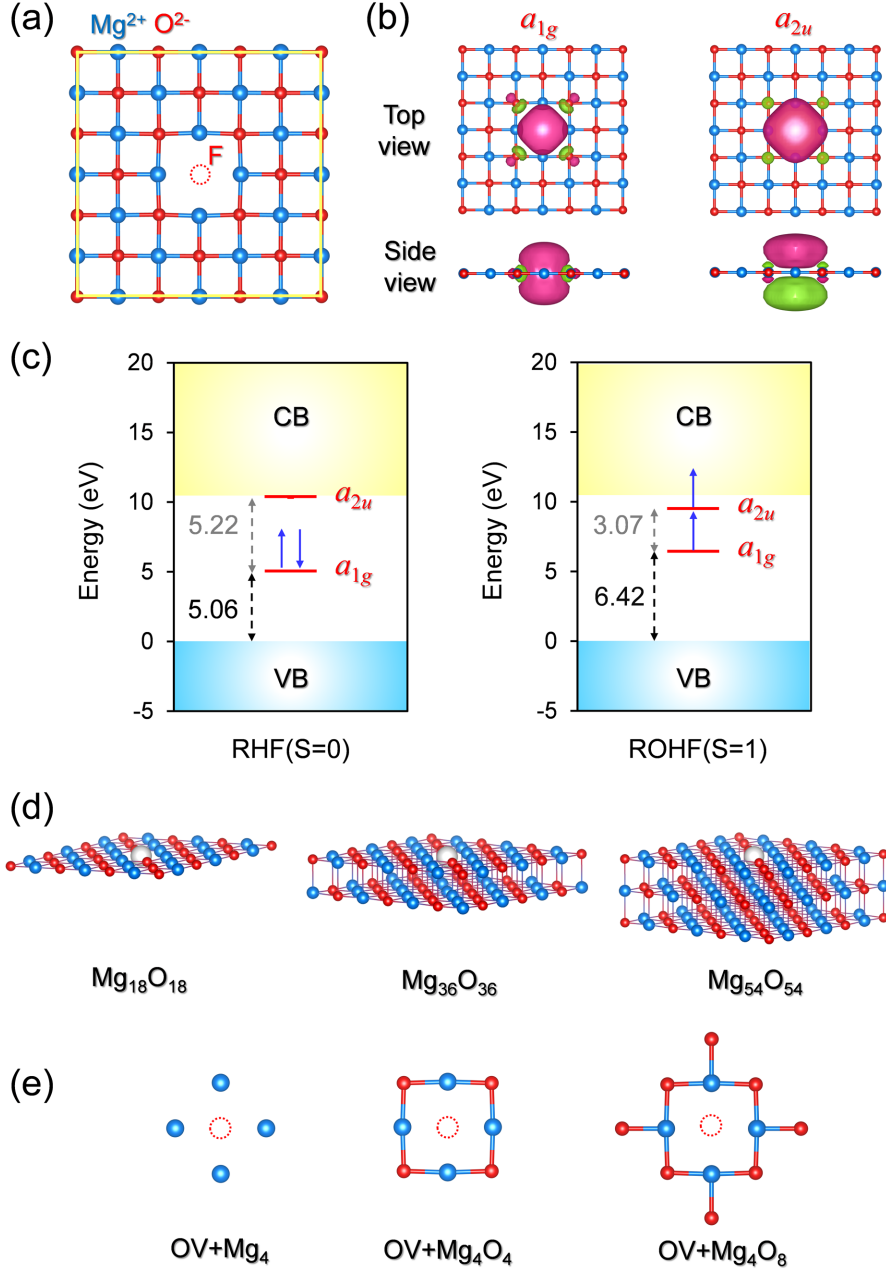 (a)
Mg²⁺ O²⁻
F
(b)
a₁g a₂u
Top view
Side view
(c)
20
15
10
5
0
-5
Energy (eV)
CB
a₂u
5.22
a₁g
5.06
VB
RHF(S=0)
20
15
10
5
0
-5
Energy (eV)
CB
a₂u
3.07
a₁g
6.42
VB
ROHF(S=1)
(d)
Mg₁₈O₁₈ Mg₃₆O₃₆ Mg₅₄O₅₄
(e)
OV+Mg₄ OV+Mg₄O₄ OV+Mg₄O₈